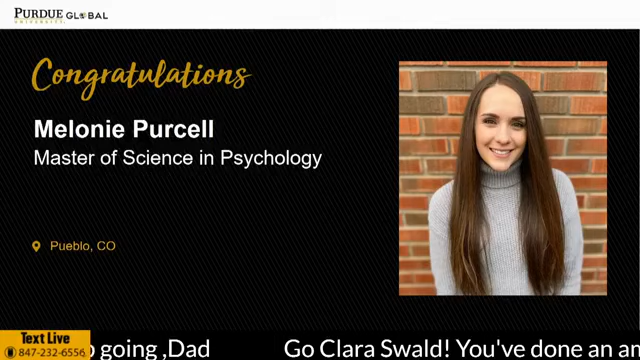 PURDUE GLOBAL
UNIVERSITY
Congratulations
Melonie Purcell
Master of Science in Psychology
Pueblo, CO
Text Live
847-232-6556
going ,Dad
Go Clara Swald! You've done an